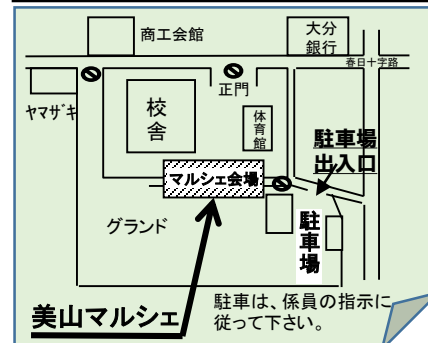 商工会館
大分
銀行
春日十字路
正門
ヤマザキ
校
舎
体
育
館
駐車場
出入口
マルシェ会場
グランド
駐
車
場
美山マルシェ
駐車は、係員の指示に
従って下さい。